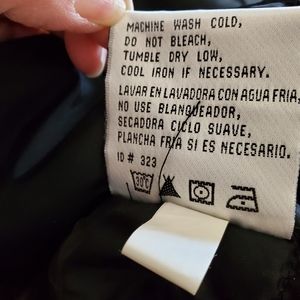 MACHINE WASH COLD,
DO NOT BLEACH,
TUMBLE DRY LOW,
COOL IRON IF NECESSARY.
LAVAR EN LAVADORA CON AGUA FRIA,
NO USE BLANQUEADOR,
SECADORA CICLO SUAVE,
PLANCHA FRIA SI ES NECESARIO.
ID # 323
30°C